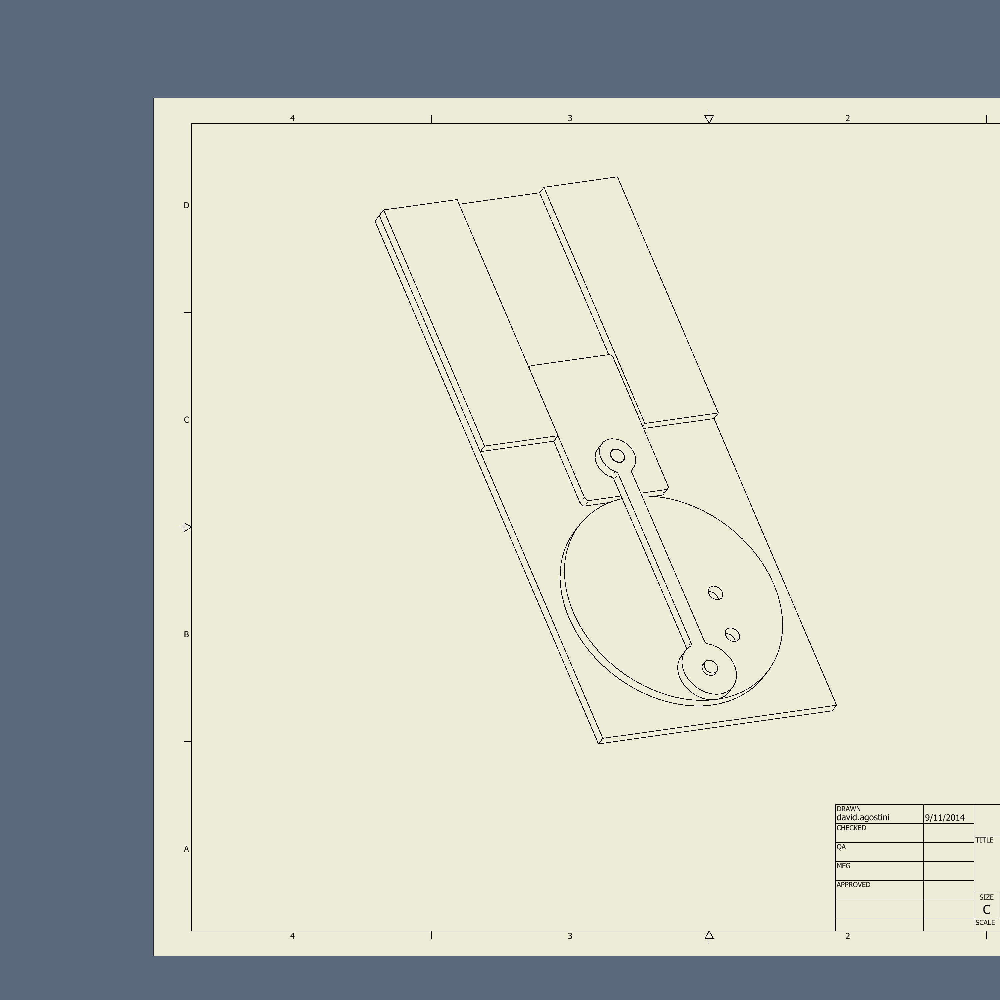 4 3 2
D
C
B
A
DRAWN
david.agostini 9/11/2014
CHECKED
TITLE
QA
MFG
APPROVED
SIZE
C
SCALE
4 3 2